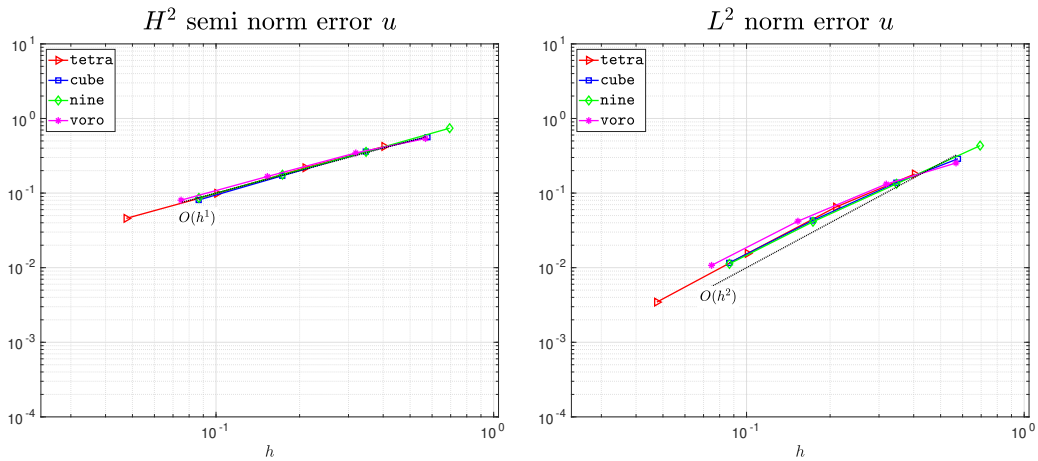 H² semi norm error u
10¹
10⁰
10⁻¹
10⁻²
10⁻³
10⁻⁴
tetra
cube
nine
voro
O(h¹)
10⁻¹
10⁰
h
L² norm error u
10¹
10⁰
10⁻¹
10⁻²
10⁻³
10⁻⁴
tetra
cube
nine
voro
O(h²)
10⁻¹
10⁰
h